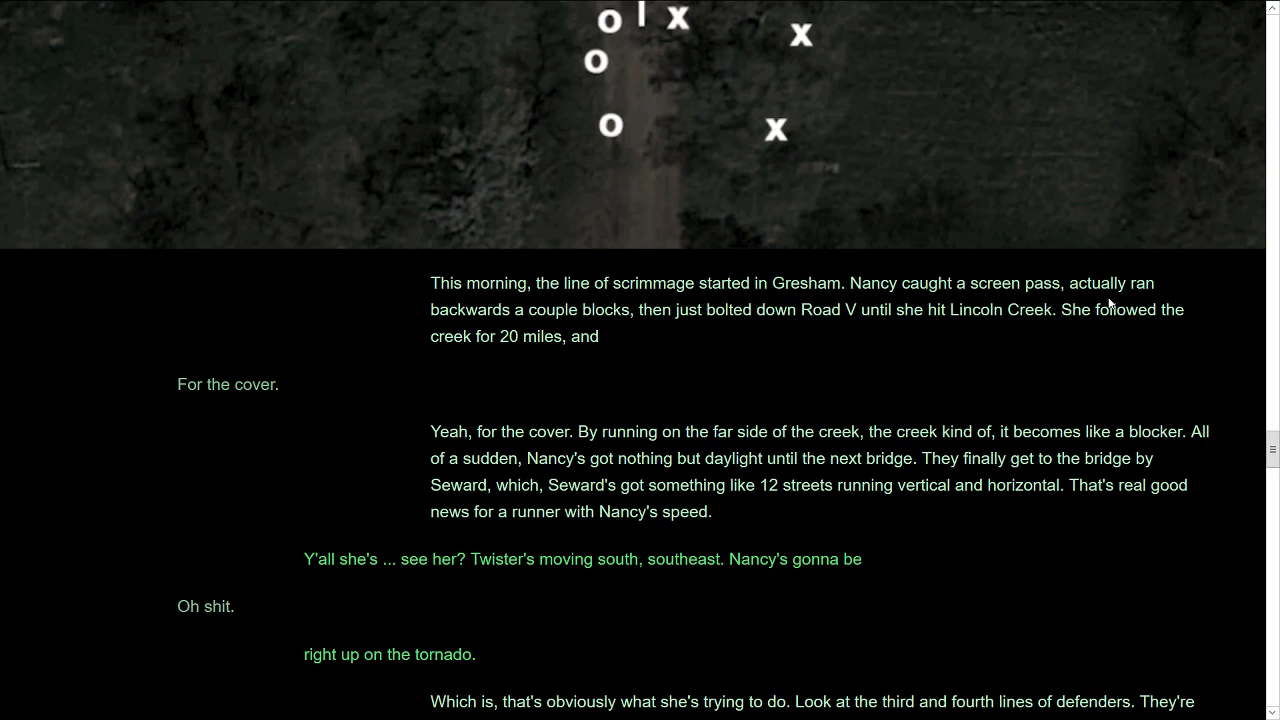 o | x
x
o
o
x
This morning, the line of scrimmage started in Gresham. Nancy caught a screen pass, actually ran
backwards a couple blocks, then just bolted down Road V until she hit Lincoln Creek. She followed the
creek for 20 miles, and
For the cover.
Yeah, for the cover. By running on the far side of the creek, the creek kind of, it becomes like a blocker. All
of a sudden, Nancy's got nothing but daylight until the next bridge. They finally get to the bridge by
Seward, which, Seward's got something like 12 streets running vertical and horizontal. That's real good
news for a runner with Nancy's speed.
Y'all she's ... see her? Twister's moving south, southeast. Nancy's gonna be
Oh shit.
right up on the tornado.
Which is, that's obviously what she's trying to do. Look at the third and fourth lines of defenders. They're